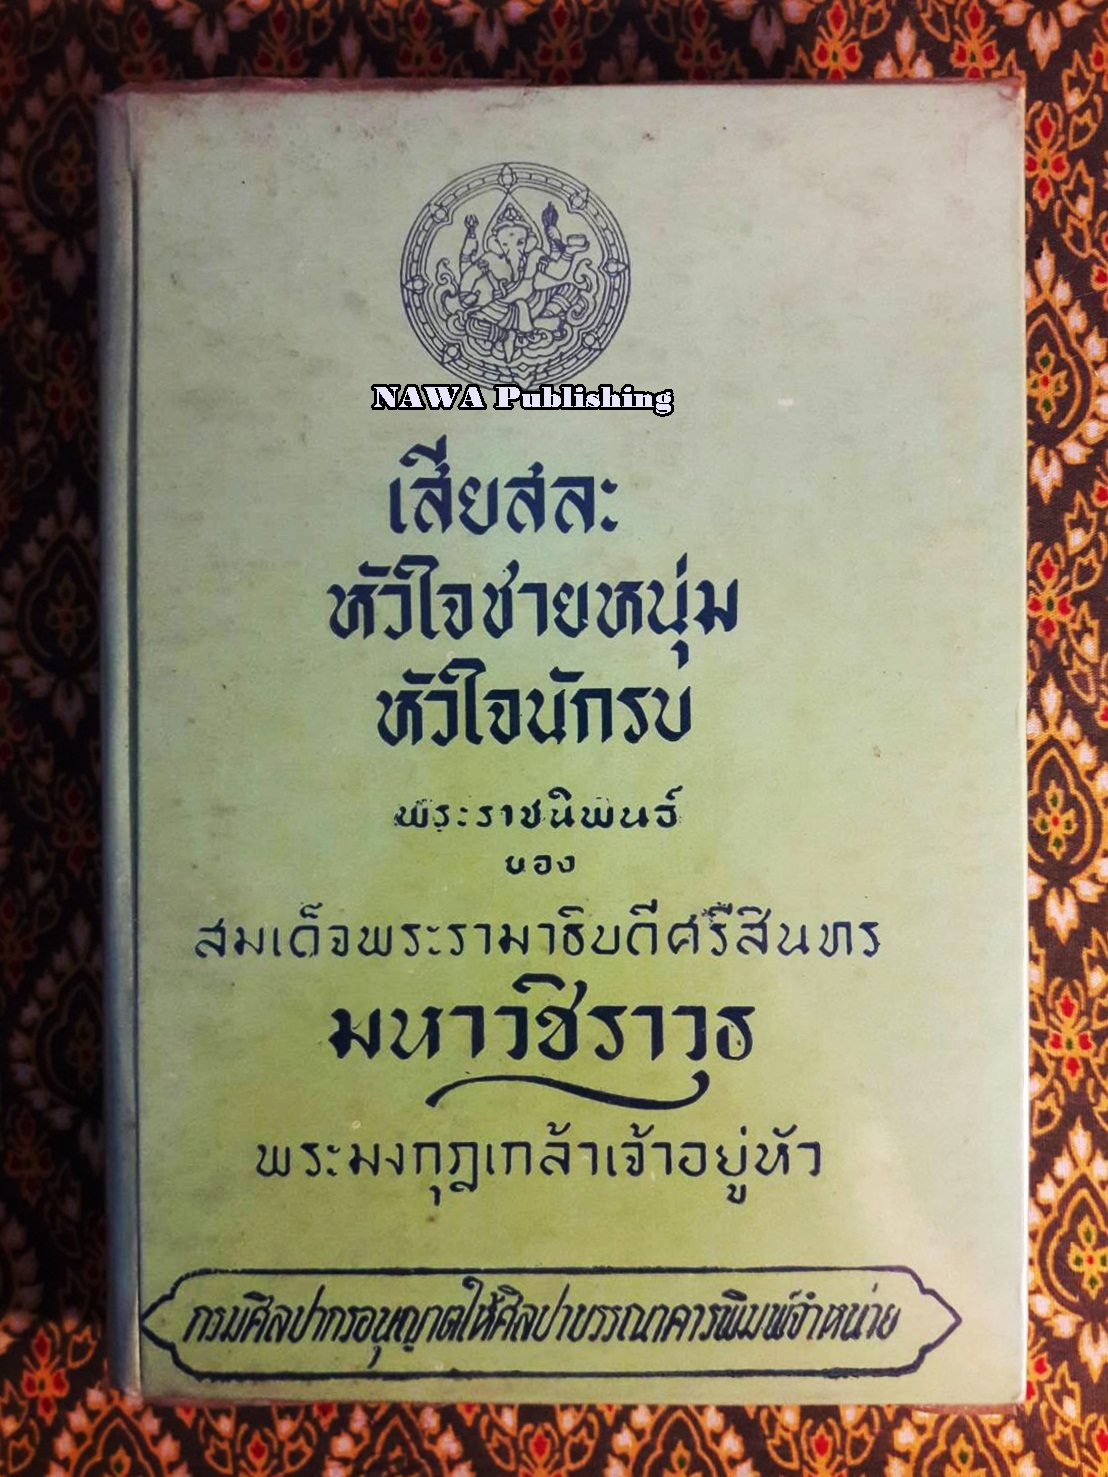 NAWA Publishing
เสียสละ
หัวใจชายหนุ่ม
หัวใจนักรบ
พระราชนิพนธ์
ของ
สมเด็จพระรามาธิบดีศรีสินทร
มหาวชิราวุธ
พระมงกุฎเกล้าเจ้าอยู่หัว
กรมศิลปากรอนุญาตให้ศิลปาบรรณาคารพิมพ์จำหน่าย